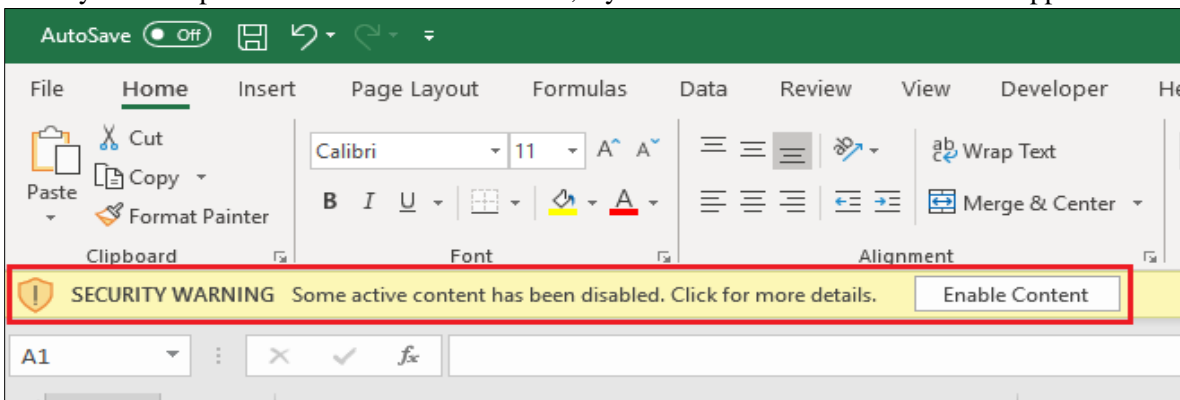 AutoSave Off
File Home Insert Page Layout Formulas Data Review View Developer
Cut
Calibri 11 A^ A˅ ab Wrap Text
Copy
Paste B I U A Merge & Center
Format Painter
Clipboard Font Alignment
SECURITY WARNING Some active content has been disabled. Click for more details. Enable Content
A1 fx